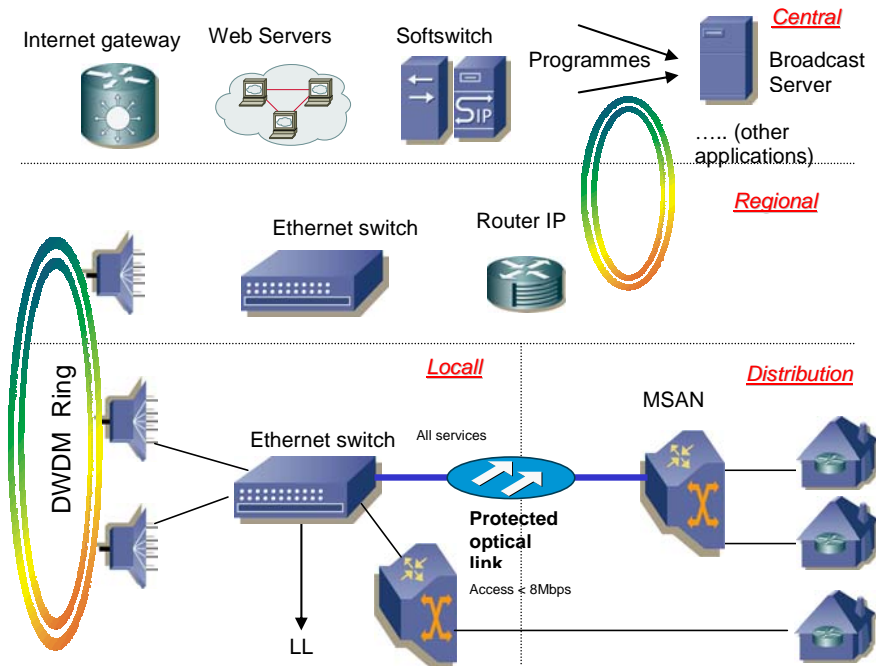 Central
Internet gateway
Web Servers
Softswitch
Programmes
Broadcast
Server
SIP
….. (other
applications)
Regional
Ethernet switch
Router IP
DWDM Ring
Locall
Distribution
MSAN
Ethernet switch
All services
Protected
optical
link
Access < 8Mbps
LL